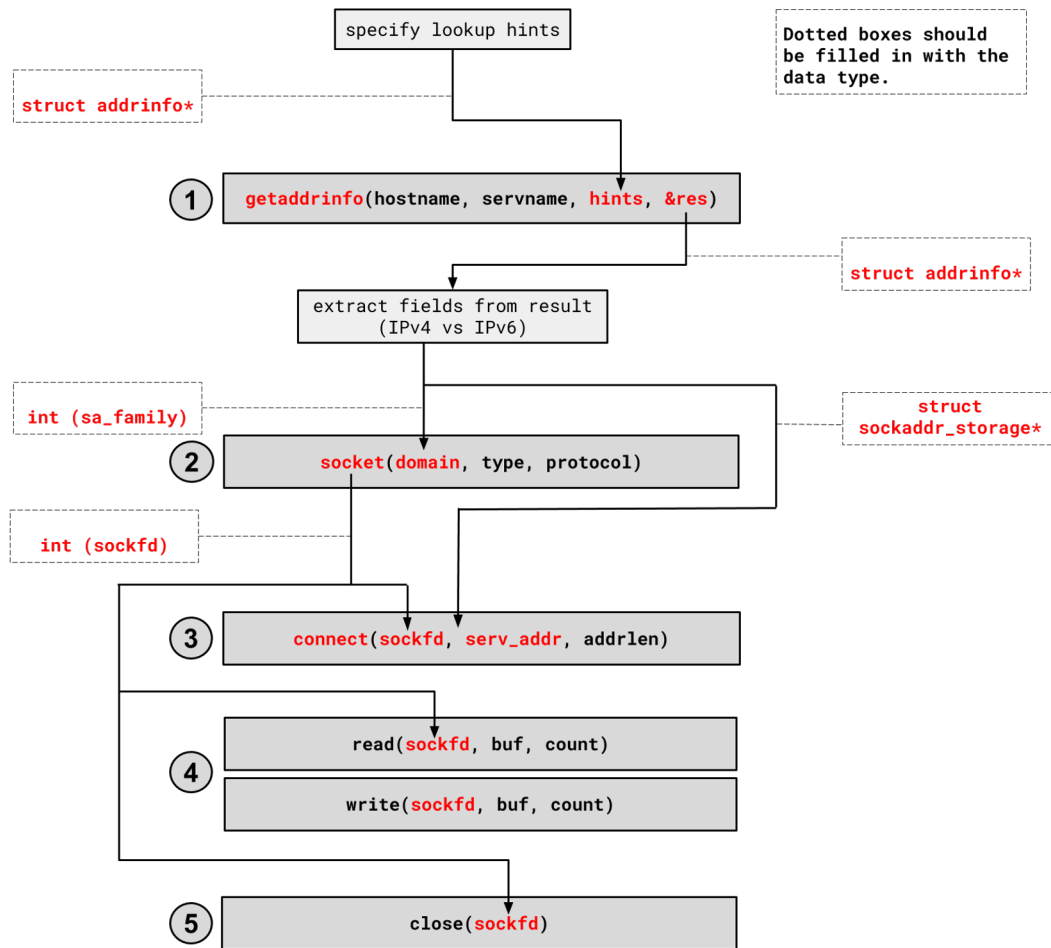 specify lookup hints
Dotted boxes should
be filled in with the
data type.
struct addrinfo*
1
getaddrinfo(hostname, servname, hints, &res)
struct addrinfo*
extract fields from result
(IPv4 vs IPv6)
int (sa_family)
struct
sockaddr_storage*
2
socket(domain, type, protocol)
int (sockfd)
3
connect(sockfd, serv_addr, addrlen)
4
read(sockfd, buf, count)
write(sockfd, buf, count)
5
close(sockfd)